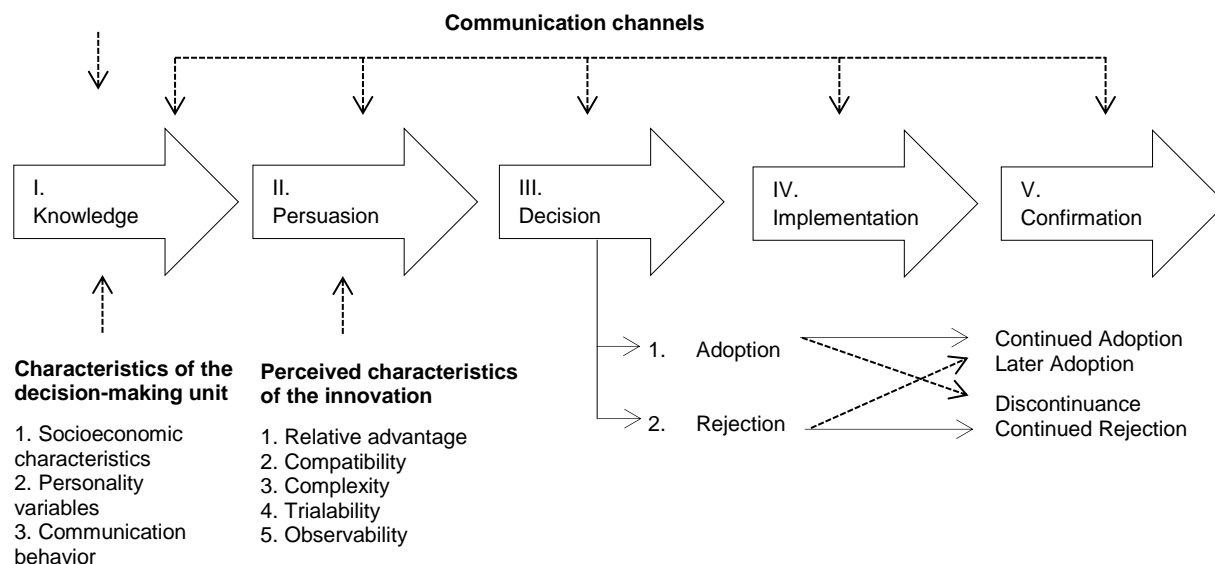 Communication channels
I.
Knowledge
II.
Persuasion
III.
Decision
IV.
Implementation
V.
Confirmation
Characteristics of the
decision-making unit
1. Socioeconomic
characteristics
2. Personality
variables
3. Communication
behavior
Perceived characteristics
of the innovation
1. Relative advantage
2. Compatibility
3. Complexity
4. Trialability
5. Observability
1. Adoption
2. Rejection
Continued Adoption
Later Adoption
Discontinuance
Continued Rejection